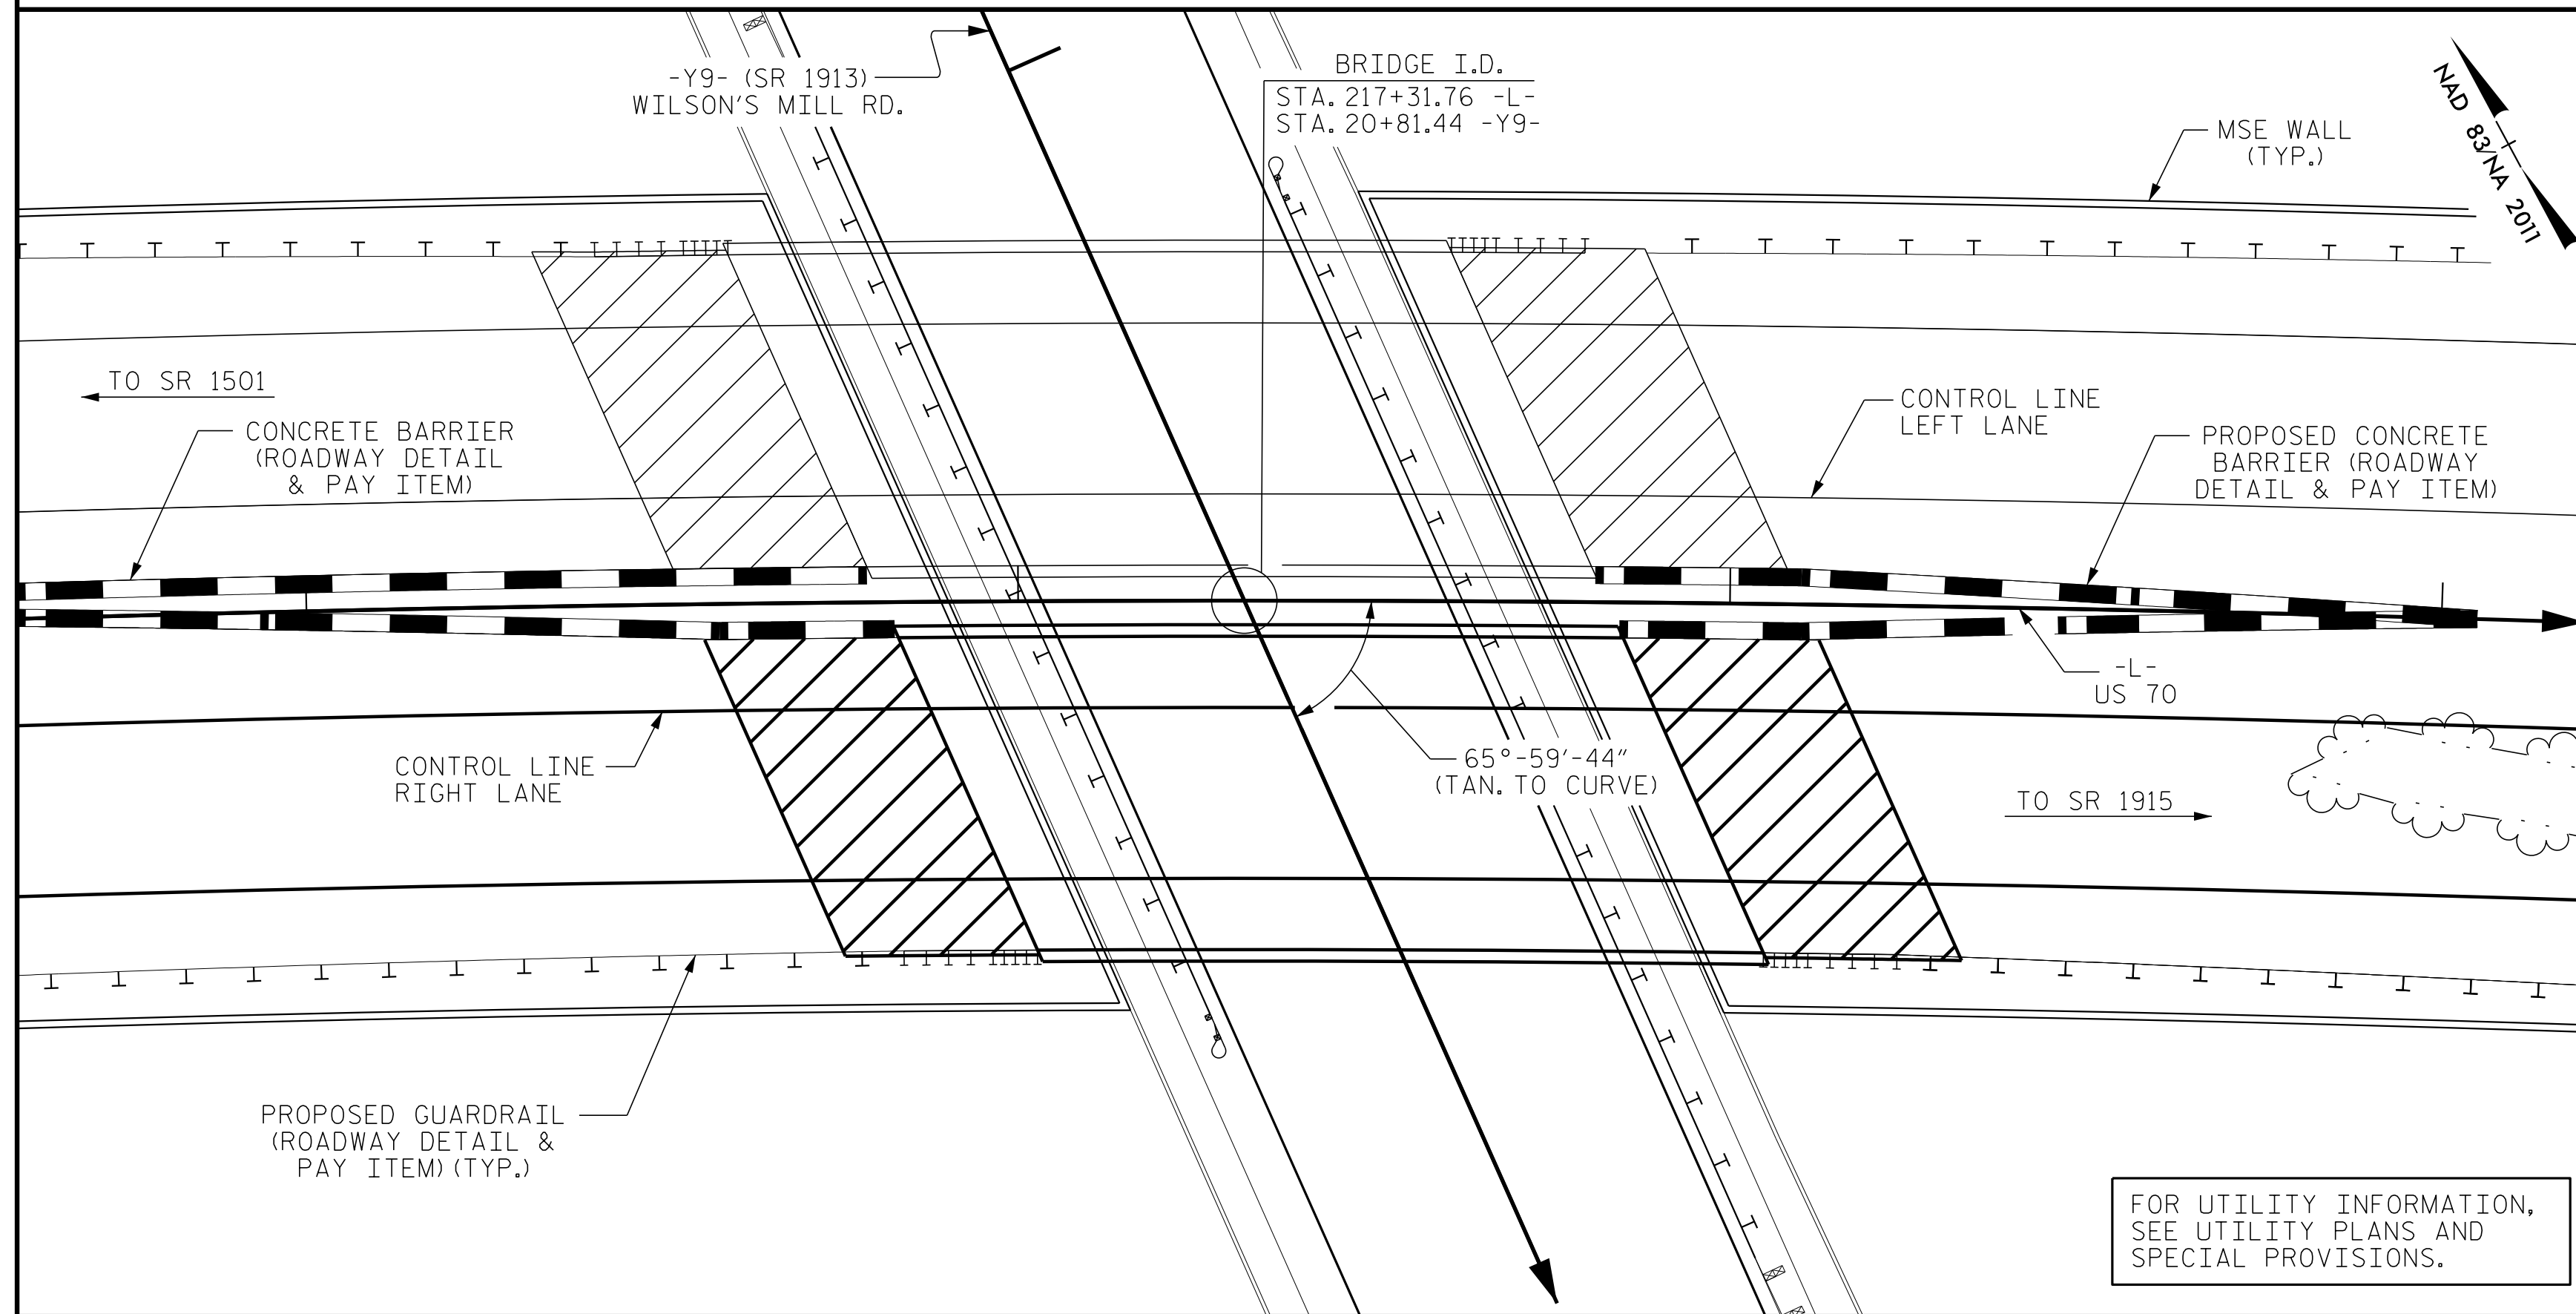 -Y9- (SR 1913)
WILSON'S MILL RD.
BRIDGE I.D.
STA. 217+31.76 -L-
STA. 20+81.44 -Y9-
MSE WALL
(TYP.)
NAD 83/NA 2011
TO SR 1501
CONCRETE BARRIER
(ROADWAY DETAIL
& PAY ITEM)
CONTROL LINE
LEFT LANE
PROPOSED CONCRETE
BARRIER (ROADWAY
DETAIL & PAY ITEM)
-L-
US 70
CONTROL LINE
RIGHT LANE
65°-59'-44"
(TAN. TO CURVE)
TO SR 1915
PROPOSED GUARDRAIL
(ROADWAY DETAIL &
PAY ITEM) (TYP.)
FOR UTILITY INFORMATION,
SEE UTILITY PLANS AND
SPECIAL PROVISIONS.